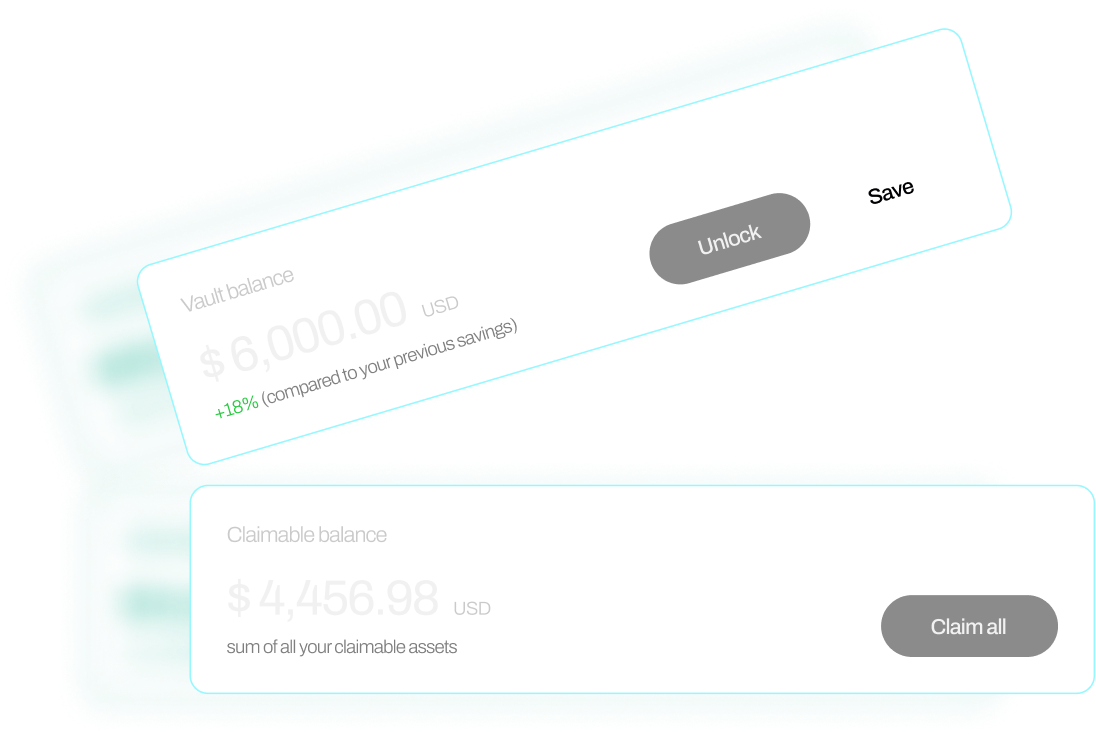 Vault balance
$ 6,000.00 USD
+18% (compared to your previous savings)
Unlock
Save
Claimable balance
$ 4,456.98 USD
sum of all your claimable assets
Claim all